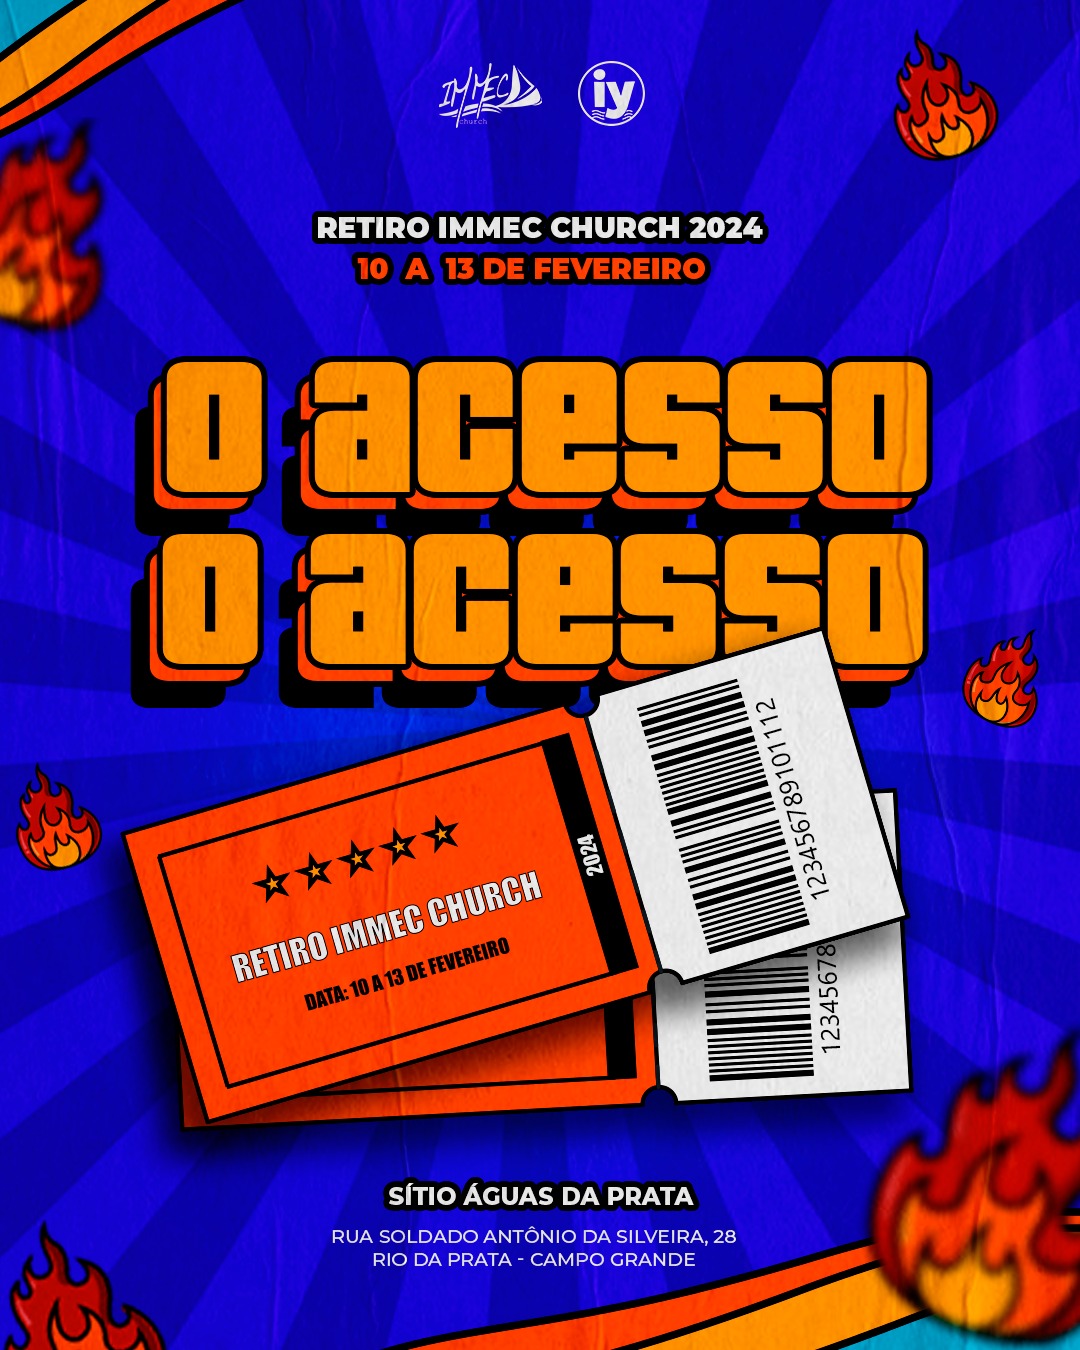 IMMEC
church
iy
RETIRO IMMEC CHURCH 2024
10 A 13 DE FEVEREIRO
o acesso
o acesso
RETIRO IMMEC CHURCH
DATA: 10 A 13 DE FEVEREIRO
2024
123456789101112
12345678
SÍTIO ÁGUAS DA PRATA
RUA SOLDADO ANTÔNIO DA SILVEIRA, 28
RIO DA PRATA - CAMPO GRANDE